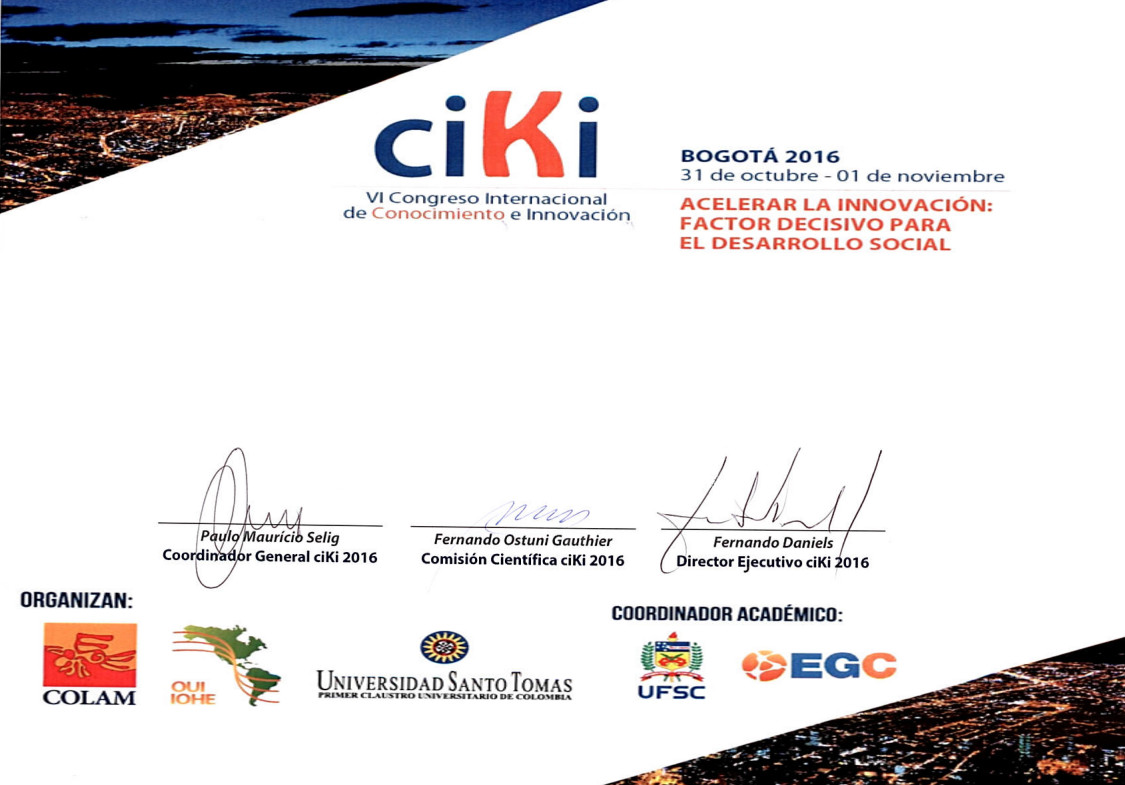 ciKi
VI Congreso Internacional
de Conocimiento e Innovación
BOGOTÁ 2016
31 de octubre - 01 de noviembre
ACELERAR LA INNOVACIÓN:
FACTOR DECISIVO PARA
EL DESARROLLO SOCIAL
Paulo Maurício Selig
Coordinador General ciKi 2016
Fernando Ostuni Gauthier
Comisión Científica ciKi 2016
Fernando Daniels
Director Ejecutivo ciKi 2016
ORGANIZAN:
COLAM
OUI
IOHE
UNIVERSIDAD SANTO TOMAS
PRIMER CLAUSTRO UNIVERSITARIO DE COLOMBIA
COORDINADOR ACADÉMICO:
UFSC
EGC